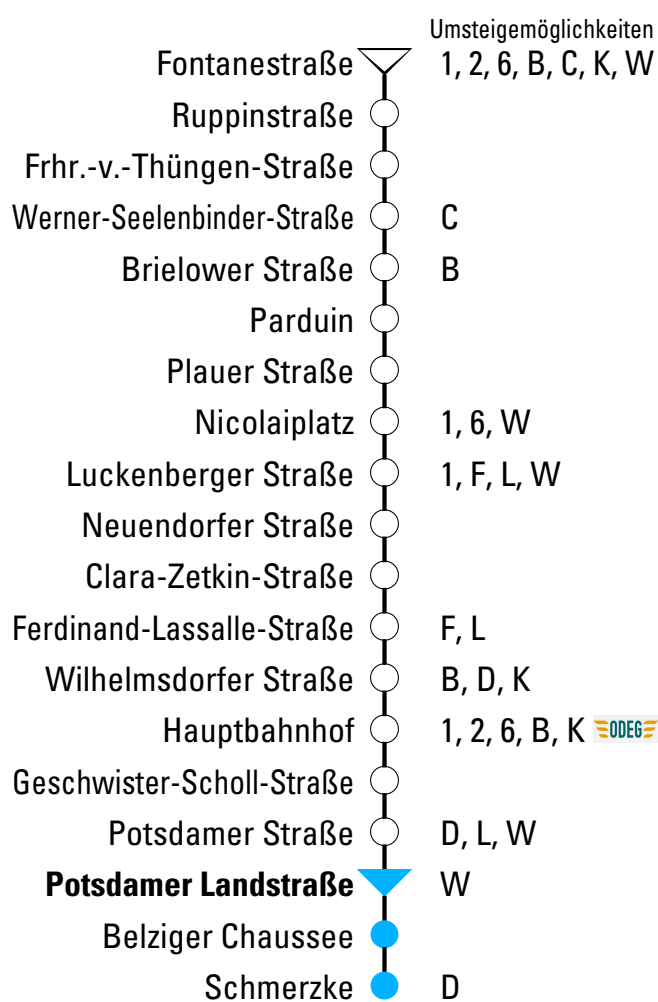 Umsteigemöglichkeiten
Fontanestraße 1, 2, 6, B, C, K, W
Ruppinstraße
Frhr.-v.-Thüngen-Straße
Werner-Seelenbinder-Straße C
Brielower Straße B
Parduin
Plauer Straße
Nicolaiplatz 1, 6, W
Luckenberger Straße 1, F, L, W
Neuendorfer Straße
Clara-Zetkin-Straße
Ferdinand-Lassalle-Straße F, L
Wilhelmsdorfer Straße B, D, K
Hauptbahnhof 1, 2, 6, B, K ODEG
Geschwister-Scholl-Straße
Potsdamer Straße D, L, W
Potsdamer Landstraße W
Belziger Chaussee
Schmerzke D